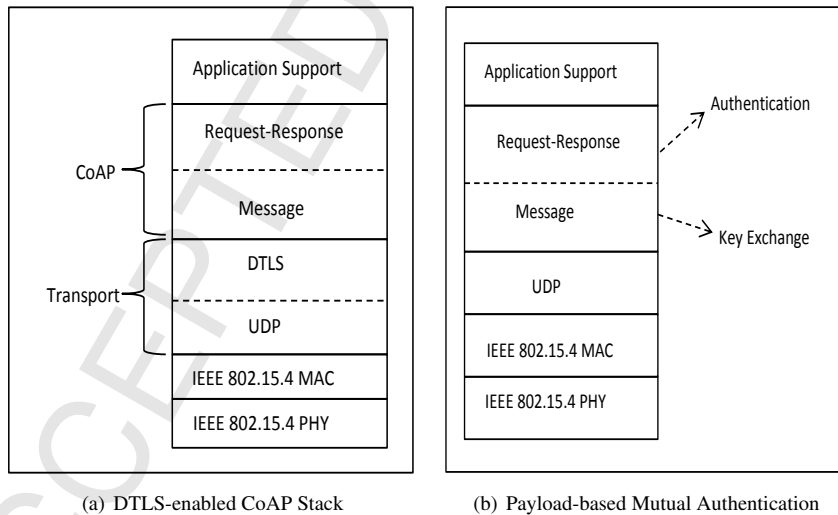 Application Support
Request-Response
CoAP
Message
DTLS
Transport
UDP
IEEE 802.15.4 MAC
IEEE 802.15.4 PHY
(a) DTLS-enabled CoAP Stack
Application Support
Authentication
Request-Response
Message
Key Exchange
UDP
IEEE 802.15.4 MAC
IEEE 802.15.4 PHY
(b) Payload-based Mutual Authentication
CCEPTED